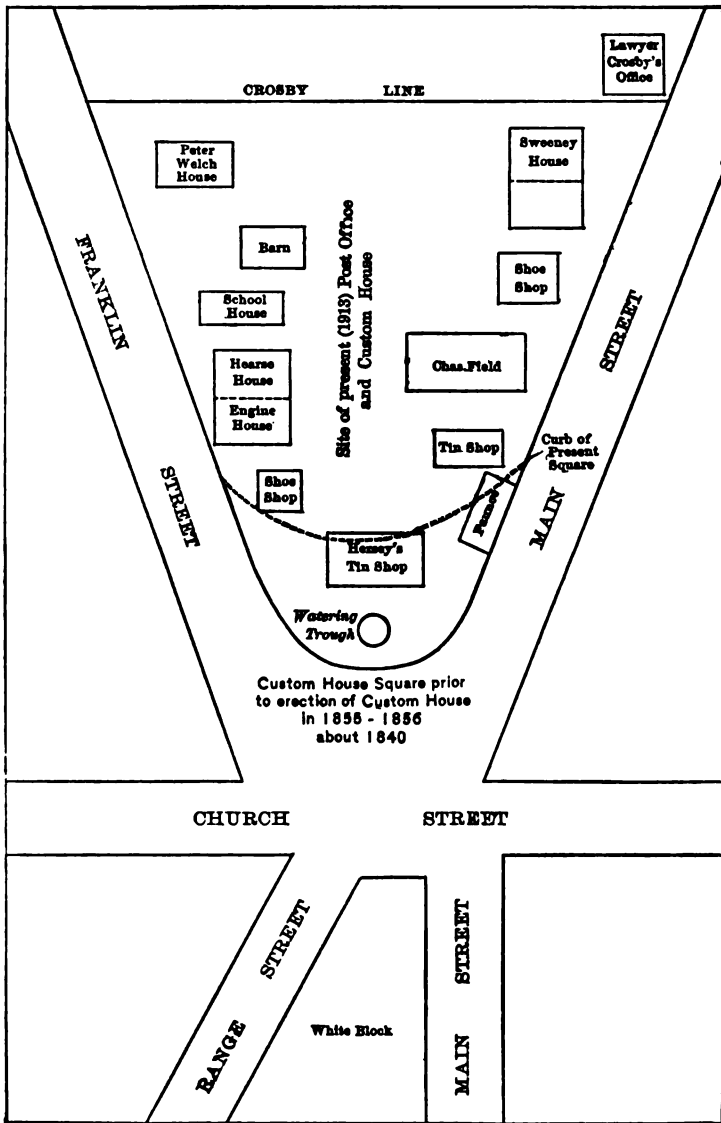 Lawyer
Crosby's
Office
CROSBY LINE
Peter
Welch
House
Sweeney
House
Barn
Shoe
Shop
School
House
Site of present (1913) Post Office
and Custom House
FRANKLIN
STREET
Hearse
House
Engine
House
Chas. Field
STREET
MAIN
Tin Shop
Curb of
Present
Square
Shoe
Shop
Hersey's
Tin Shop
Watering
Trough
Custom House Square prior
to erection of Custom House
in 1855 - 1856
about 1840
CHURCH STREET
RANGE STREET
White Block
MAIN STREET